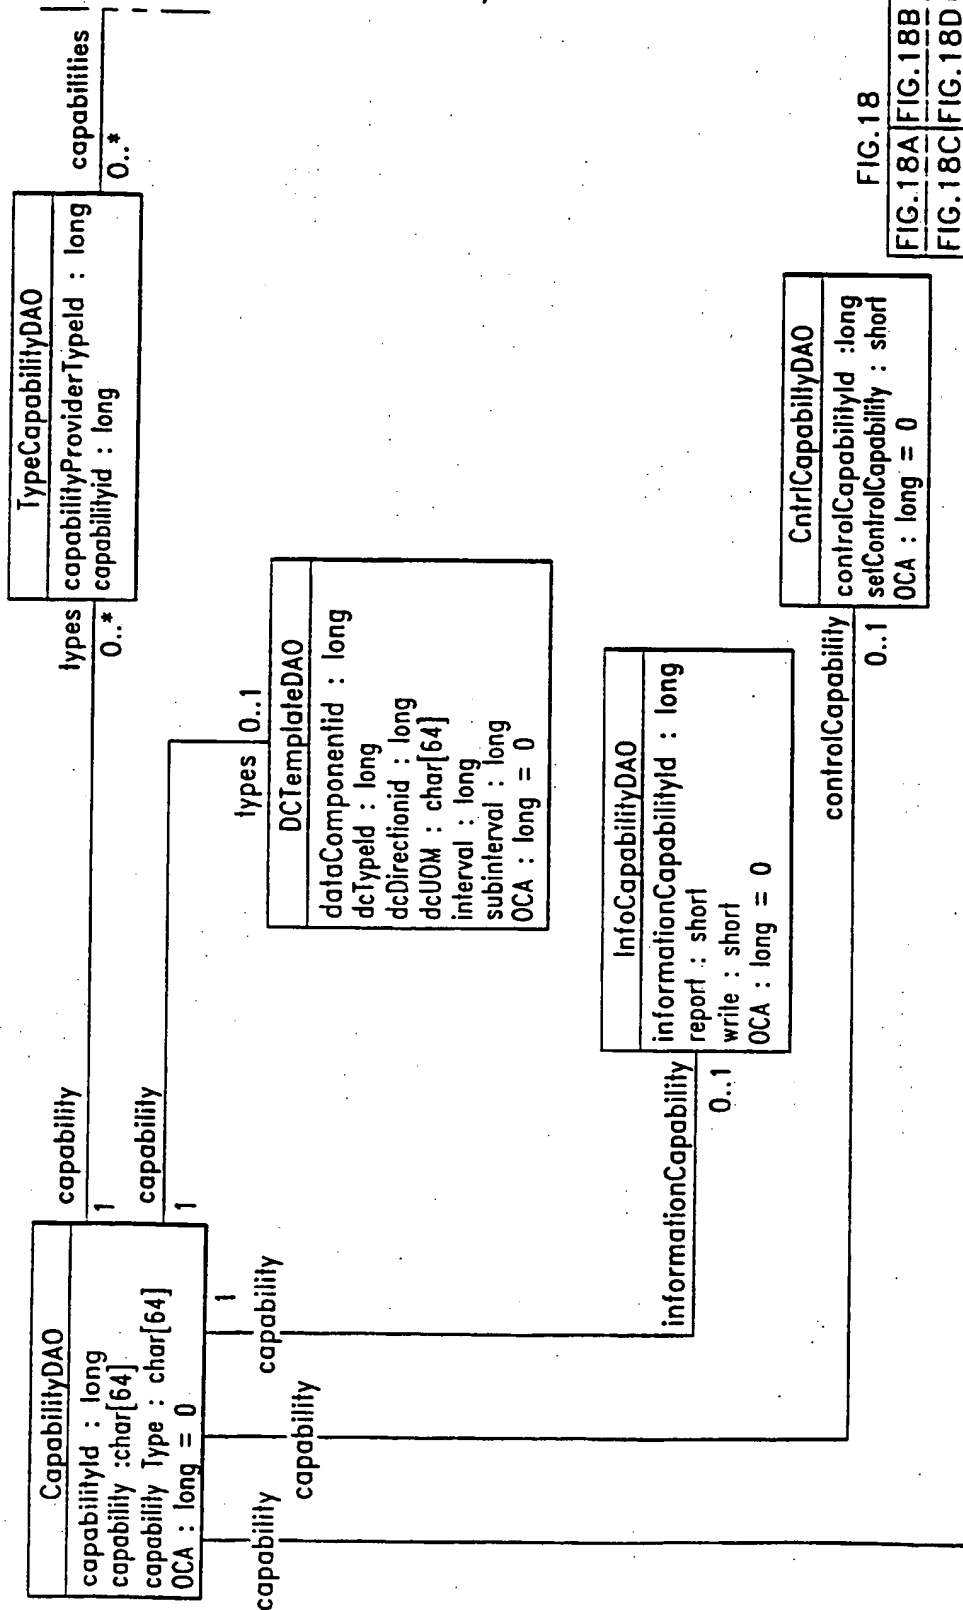 CapabilityDAO
capabilityId : long
capability :char[64]
capability Type : char[64]
OCA : long = 0
capability
1
types
0..*
TypeCapabilityDAO
capabilityProviderTypeId : long
capabilityid : long
capabilities
0..*
capability
1
types
0..1
DCTemplateDAO
dataComponentid : long
dcTypeId : long
dcDirectionid : long
dcUOM : char[64]
interval : long
subinterval : long
OCA : long = 0
1
capability
informationCapability
0..1
InfoCapabilityDAO
informationCapabilityId : long
report : short
write : short
OCA : long = 0
capability
controlCapability
0..1
CntrlCapabiltyDAO
controlCapabilityId :long
setControlCapability : short
OCA : long = 0
capability
FIG.18
FIG.18A FIG.18B
FIG.18C FIG.18D